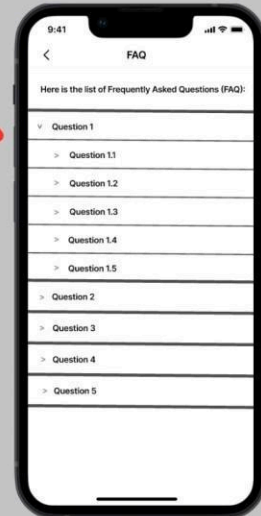 9:41
FAQ
Here is the list of Frequently Asked Questions (FAQ):
Question 1
> Question 1.1
> Question 1.2
> Question 1.3
> Question 1.4
> Question 1.5
> Question 2
> Question 3
> Question 4
> Question 5